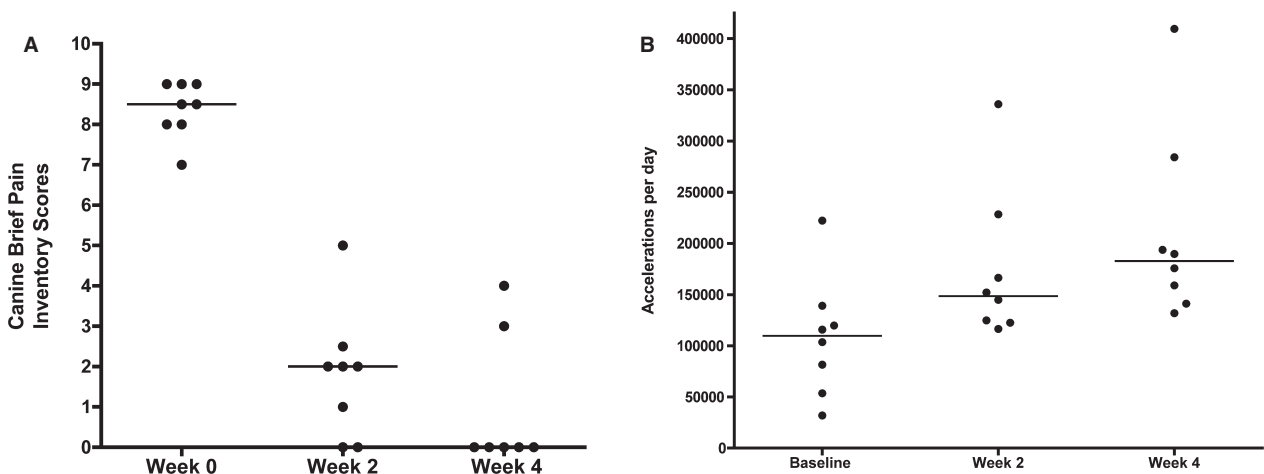 A
Canine Brief Pain
Inventory Scores
10
9
8
7
6
5
4
3
2
1
0
Week 0
Week 2
Week 4
B
Accelerations per day
400000
350000
300000
250000
200000
150000
100000
50000
0
Baseline
Week 2
Week 4